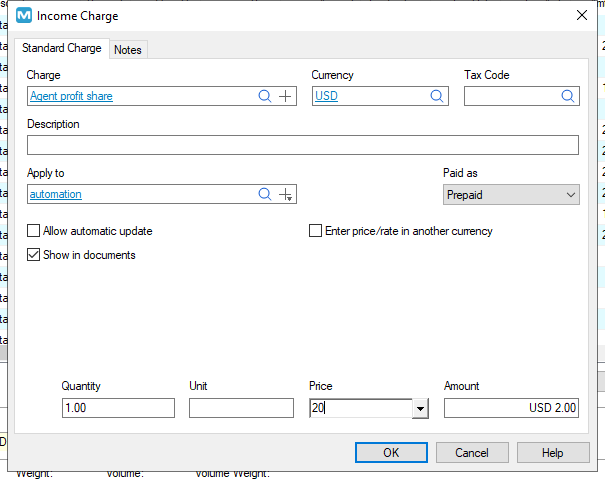 Income Charge
Standard Charge Notes
Charge Currency Tax Code
Agent profit share USD
Description
Apply to Paid as
automation Prepaid
Allow automatic update Enter price/rate in another currency
Show in documents
Quantity Unit Price Amount
1.00 20 USD 2.00
OK Cancel Help
Weight: Volume: Volume Weight: